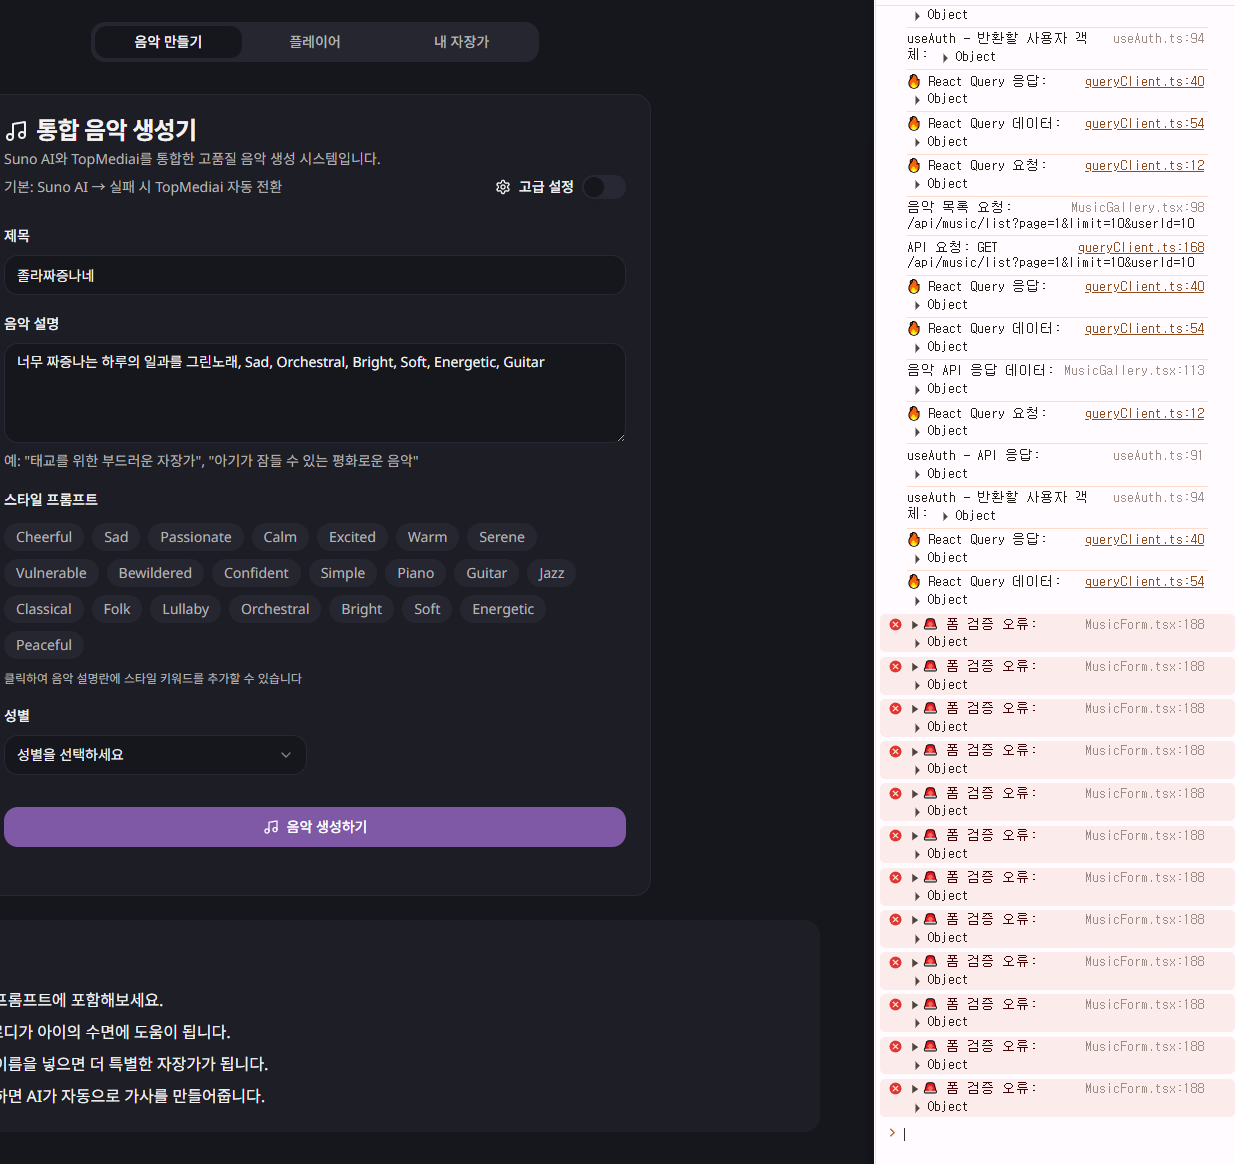 음악 만들기
플레이어
내 자장가
통합 음악 생성기
Suno AI와 TopMediai를 통합한 고품질 음악 생성 시스템입니다.
기본: Suno AI → 실패 시 TopMediai 자동 전환
고급 설정
제목
졸라짜증나네
음악 설명
너무 짜증나는 하루의 일과를 그린노래, Sad, Orchestral, Bright, Soft, Energetic, Guitar
예: "태교를 위한 부드러운 자장가", "아기가 잠들 수 있는 평화로운 음악"
스타일 프롬프트
Cheerful Sad Passionate Calm Excited Warm Serene
Vulnerable Bewildered Confident Simple Piano Guitar Jazz
Classical Folk Lullaby Orchestral Bright Soft Energetic
Peaceful
클릭하여 음악 설명란에 스타일 키워드를 추가할 수 있습니다
성별
성별을 선택하세요
음악 생성하기
프롬프트에 포함해보세요.
디가 아이의 수면에 도움이 됩니다.
이름을 넣으면 더 특별한 자장가가 됩니다.
하면 AI가 자동으로 가사를 만들어줍니다.
Object
useAuth - 반환할 사용자 객 useAuth.ts:94
체: Object
🔥 React Query 응답: queryClient.ts:40
Object
🔥 React Query 데이터: queryClient.ts:54
Object
🔥 React Query 요청: queryClient.ts:12
Object
음악 목록 요청: MusicGallery.tsx:98
/api/music/list?page=1&limit=10&userId=10
API 요청: GET queryClient.ts:168
/api/music/list?page=1&limit=10&userId=10
🔥 React Query 응답: queryClient.ts:40
Object
🔥 React Query 데이터: queryClient.ts:54
Object
음악 API 응답 데이터: MusicGallery.tsx:113
Object
🔥 React Query 요청: queryClient.ts:12
Object
useAuth - API 응답: useAuth.ts:91
Object
useAuth - 반환할 사용자 객 useAuth.ts:94
체: Object
🔥 React Query 응답: queryClient.ts:40
Object
🔥 React Query 데이터: queryClient.ts:54
Object
🚨 폼 검증 오류: MusicForm.tsx:188
Object
🚨 폼 검증 오류: MusicForm.tsx:188
Object
🚨 폼 검증 오류: MusicForm.tsx:188
Object
🚨 폼 검증 오류: MusicForm.tsx:188
Object
🚨 폼 검증 오류: MusicForm.tsx:188
Object
🚨 폼 검증 오류: MusicForm.tsx:188
Object
🚨 폼 검증 오류: MusicForm.tsx:188
Object
🚨 폼 검증 오류: MusicForm.tsx:188
Object
🚨 폼 검증 오류: MusicForm.tsx:188
Object
🚨 폼 검증 오류: MusicForm.tsx:188
Object
🚨 폼 검증 오류: MusicForm.tsx:188
Object
🚨 폼 검증 오류: MusicForm.tsx:188
Object